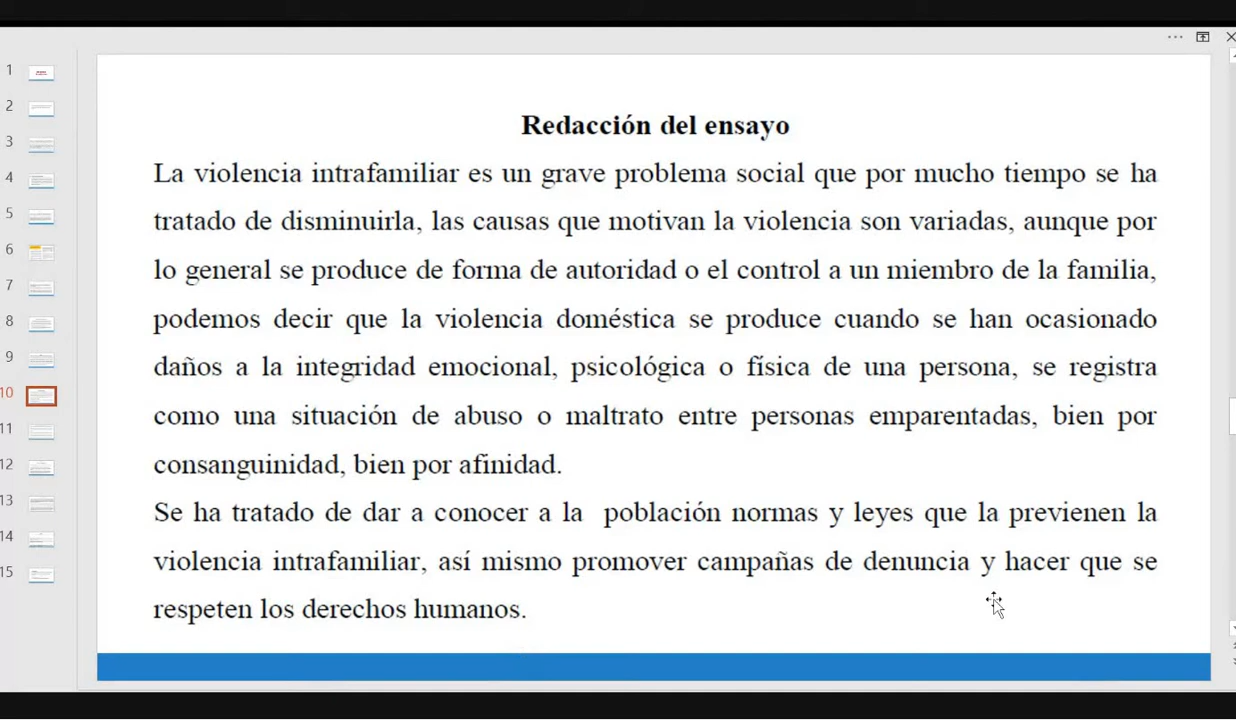 1
2
3
4
5
6
7
8
9
10
11
12
13
14
15
Redacción del ensayo
La violencia intrafamiliar es un grave problema social que por mucho tiempo se ha
tratado de disminuirla, las causas que motivan la violencia son variadas, aunque por
lo general se produce de forma de autoridad o el control a un miembro de la familia,
podemos decir que la violencia doméstica se produce cuando se han ocasionado
daños a la integridad emocional, psicológica o física de una persona, se registra
como una situación de abuso o maltrato entre personas emparentadas, bien por
consanguinidad, bien por afinidad.
Se ha tratado de dar a conocer a la  población normas y leyes que la previenen la
violencia intrafamiliar, así mismo promover campañas de denuncia y hacer que se
respeten los derechos humanos.